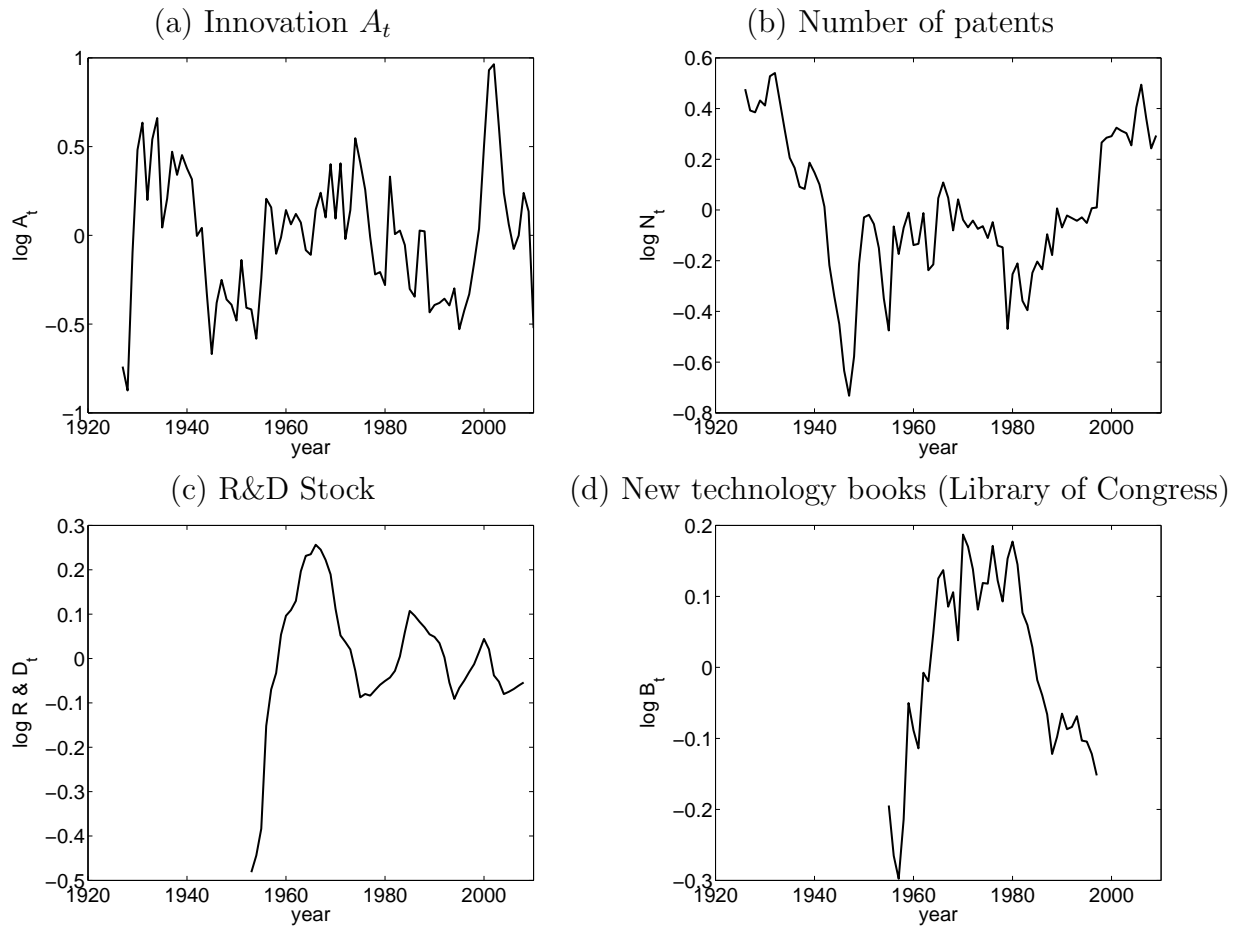 (a) Innovation A_t
1
0.5
0
−0.5
−1
log A_t
1920 1940 1960 1980 2000
year
(b) Number of patents
0.6
0.4
0.2
0
−0.2
−0.4
−0.6
−0.8
log N_t
1920 1940 1960 1980 2000
year
(c) R&D Stock
0.3
0.2
0.1
0
−0.1
−0.2
−0.3
−0.4
−0.5
log R & D_t
1920 1940 1960 1980 2000
year
(d) New technology books (Library of Congress)
0.2
0.1
0
−0.1
−0.2
−0.3
log B_t
1920 1940 1960 1980 2000
year